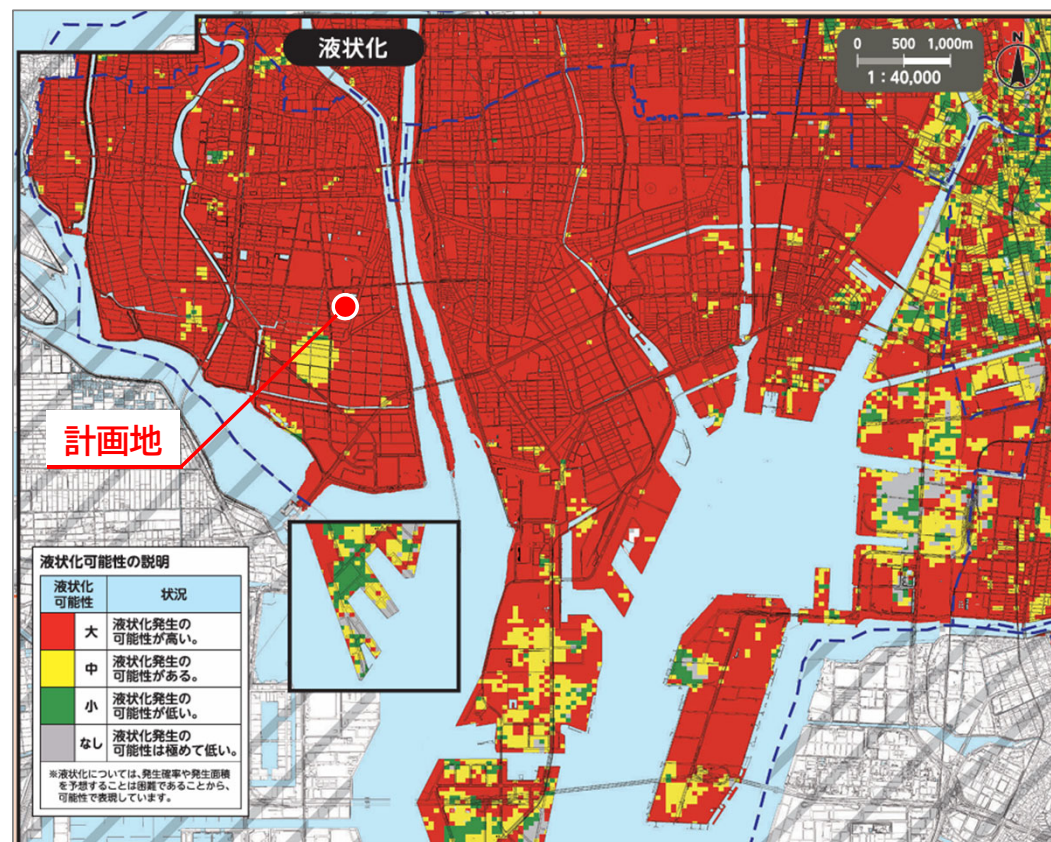 液状化
0 500 1,000m
1：40,000
N
計画地
液状化可能性の説明
液状化
可能性
状況
大
液状化発生の
可能性が高い。
中
液状化発生の
可能性がある。
小
液状化発生の
可能性が低い。
なし
液状化発生の
可能性は極めて低い。
※液状化については、発生確率や発生面積
を予想することは困難であることから、
可能性で表現しています。